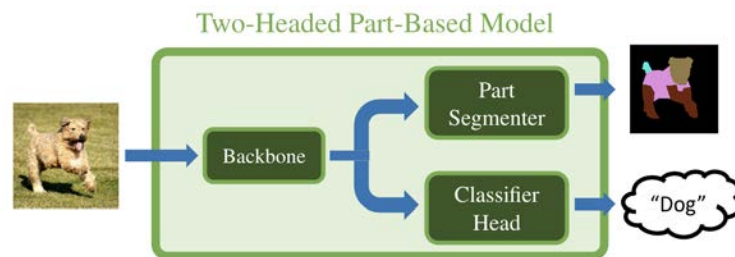 Two-Headed Part-Based Model
Backbone
Part
Segmenter
Classifier
Head
"Dog"